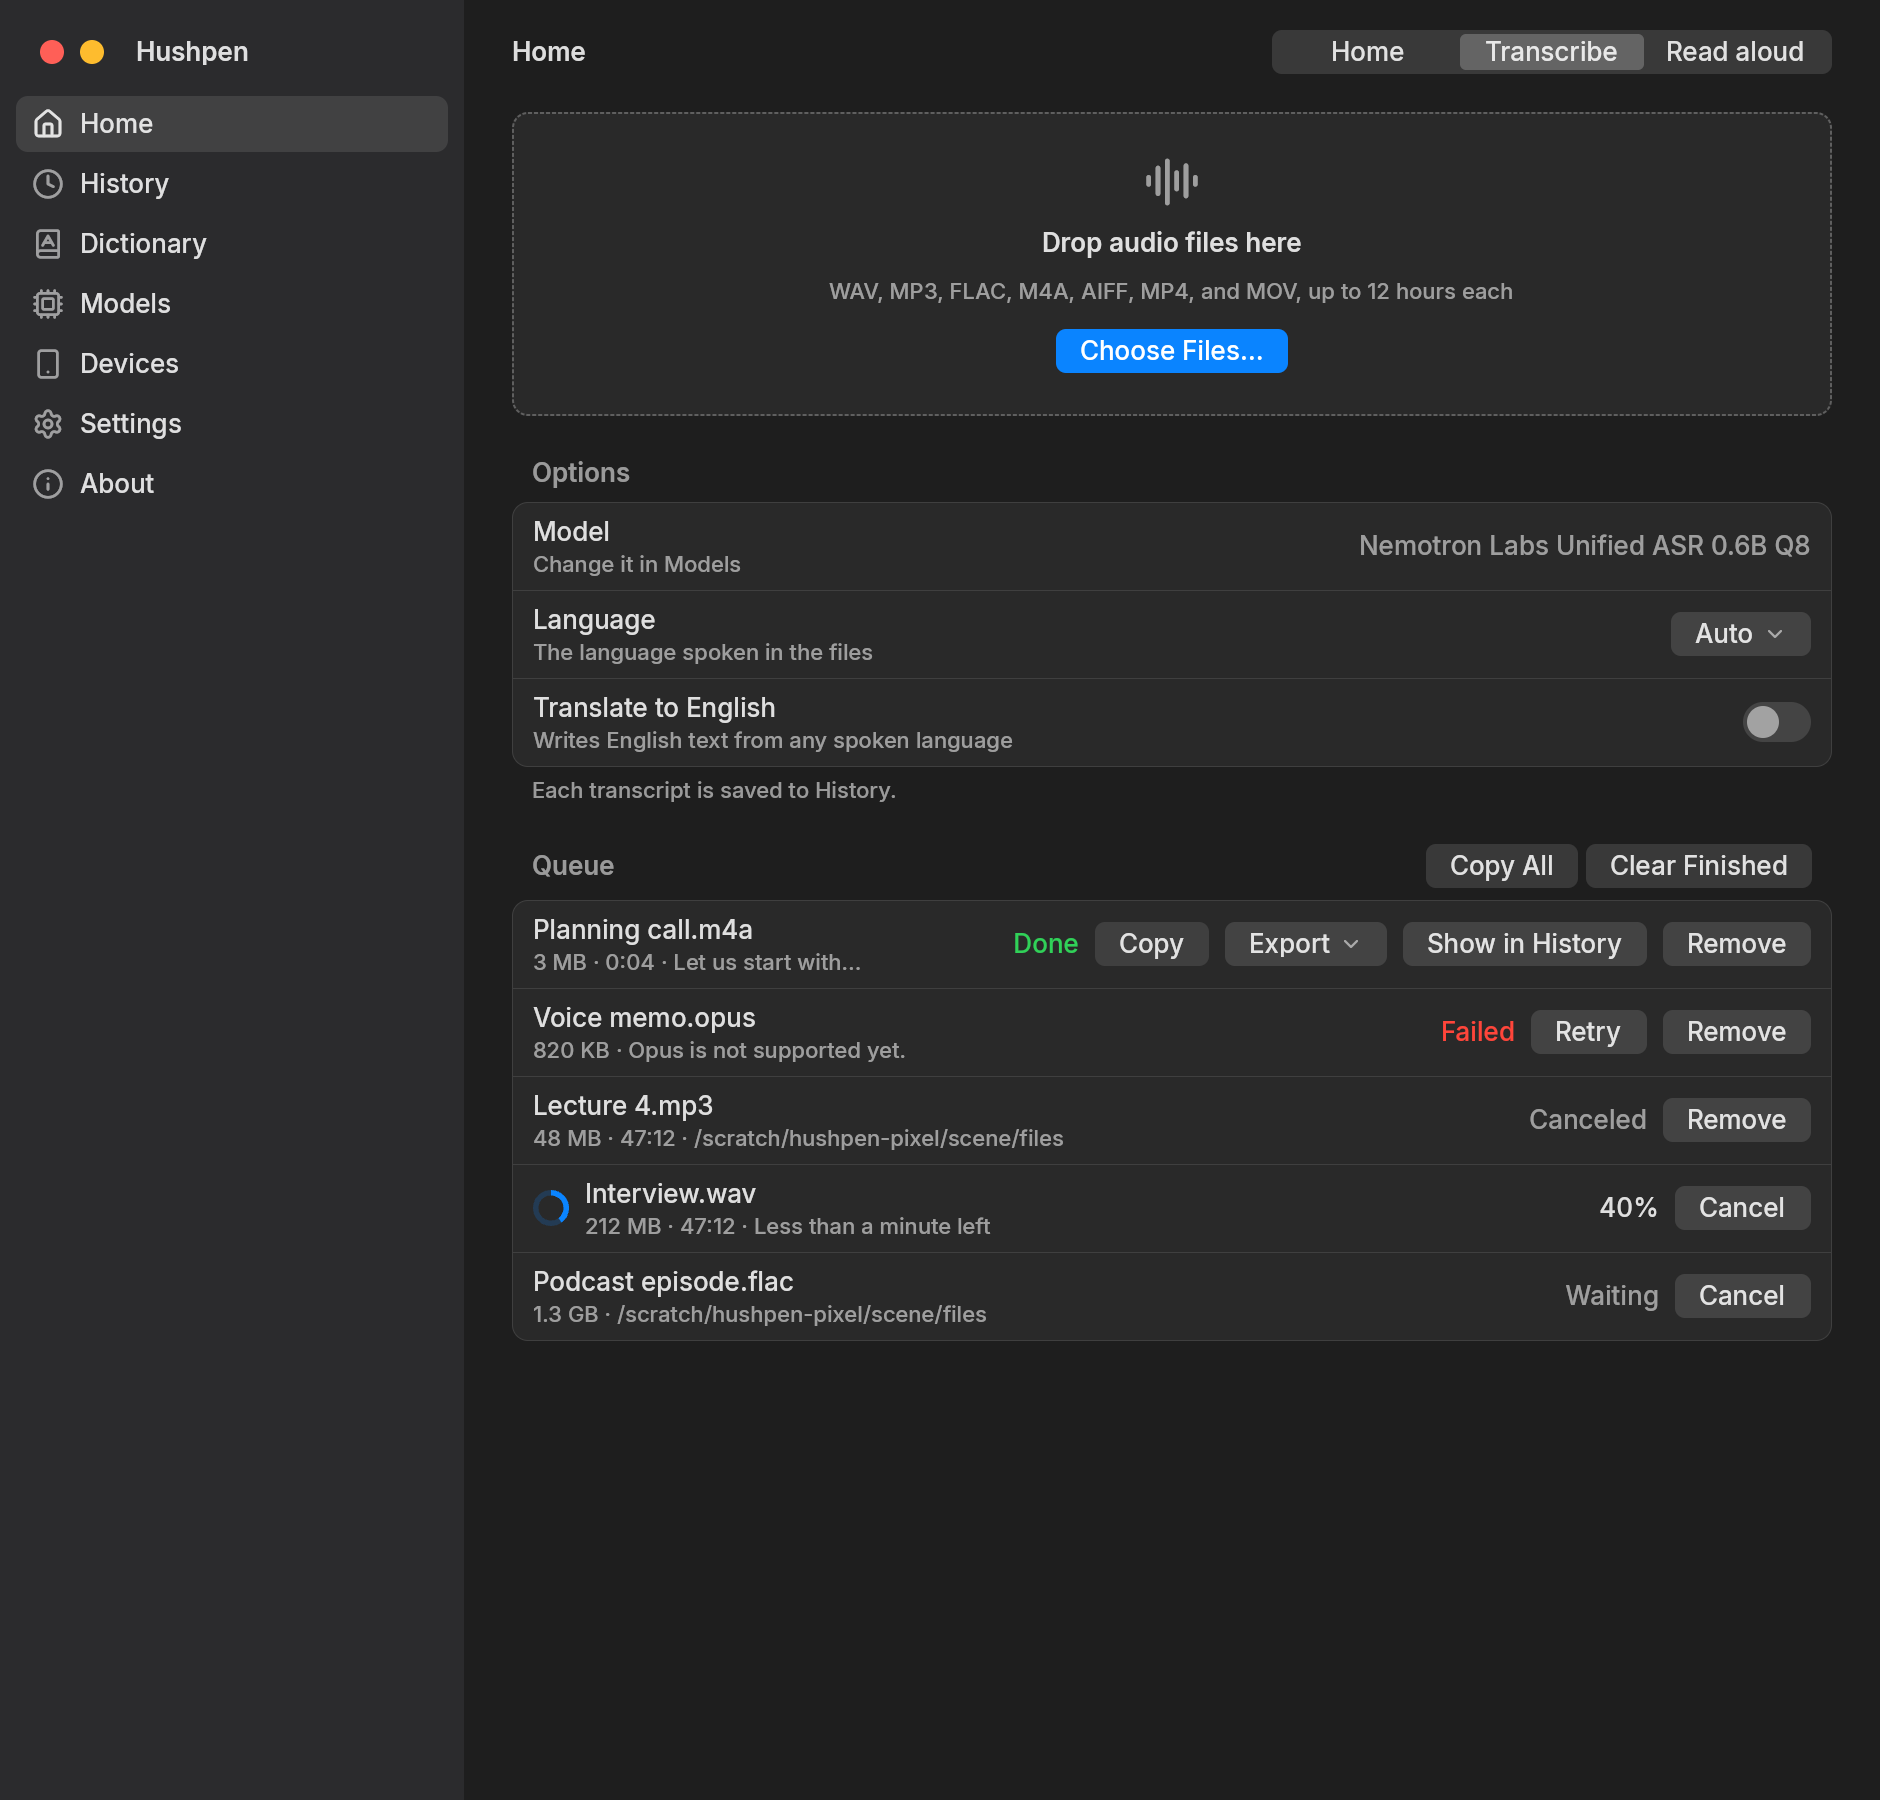 Hushpen
Home
History
Dictionary
Models
Devices
Settings
About
Home
Home Transcribe Read aloud
Drop audio files here
WAV, MP3, FLAC, M4A, AIFF, MP4, and MOV, up to 12 hours each
Choose Files...
Options
Model
Change it in Models
Nemotron Labs Unified ASR 0.6B Q8
Language
The language spoken in the files
Auto
Translate to English
Writes English text from any spoken language
Each transcript is saved to History.
Queue
Copy All Clear Finished
Planning call.m4a
3 MB · 0:04 · Let us start with...
Done Copy Export Show in History Remove
Voice memo.opus
820 KB · Opus is not supported yet.
Failed Retry Remove
Lecture 4.mp3
48 MB · 47:12 · /scratch/hushpen-pixel/scene/files
Canceled Remove
Interview.wav
212 MB · 47:12 · Less than a minute left
40% Cancel
Podcast episode.flac
1.3 GB · /scratch/hushpen-pixel/scene/files
Waiting Cancel